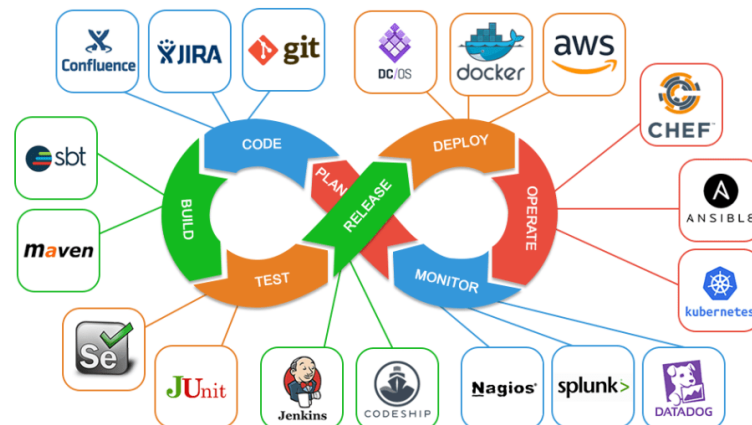 Confluence
JIRA
git
DC/OS
docker
aws
CHEF
sbt
CODE
DEPLOY
PLAN
RELEASE
BUILD
OPERATE
ANSIBLE
maven
TEST
MONITOR
kubernetes
Se
JUnit
Jenkins
CODESHIP
Nagios®
splunk>
DATADOG